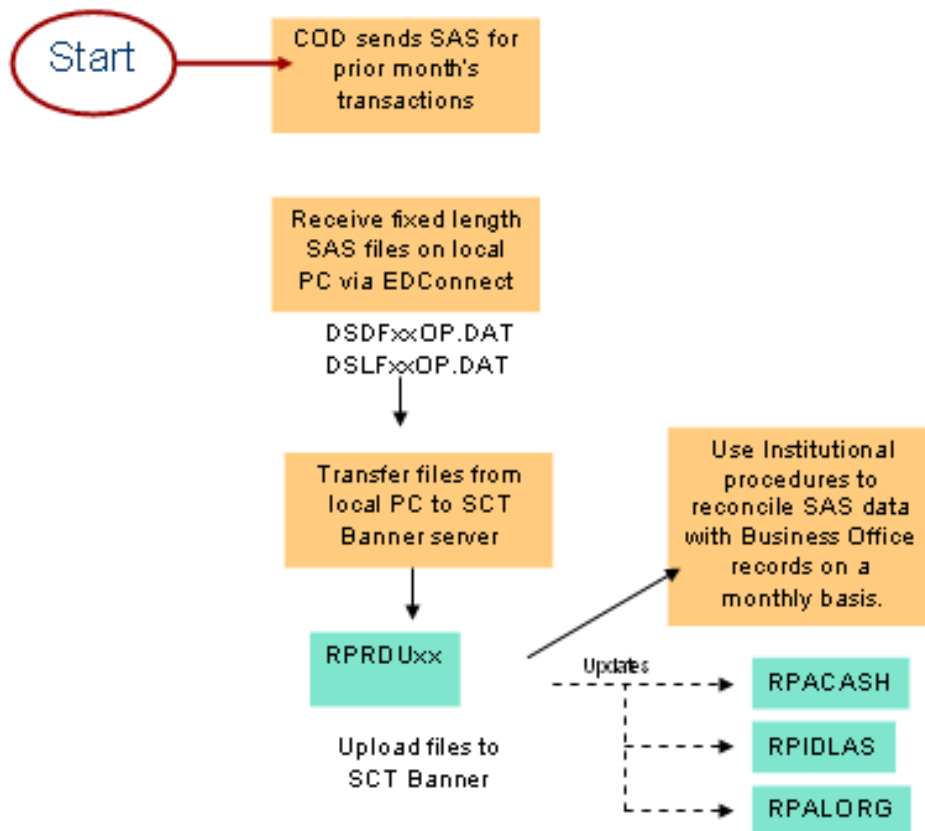 Start
COD sends SAS for
prior month's
transactions
Receive fixed length
SAS files on local
PC via EDConnect
DSDFxxOP.DAT
DSLFxxOP.DAT
Transfer files from
local PC to SCT
Banner server
Use Institutional
procedures to
reconcile SAS data
with Business Office
records on a
monthly basis.
RPRDUxx
Upload files to
SCT Banner
Updates
RPACASH
RPIDLAS
RPALORG